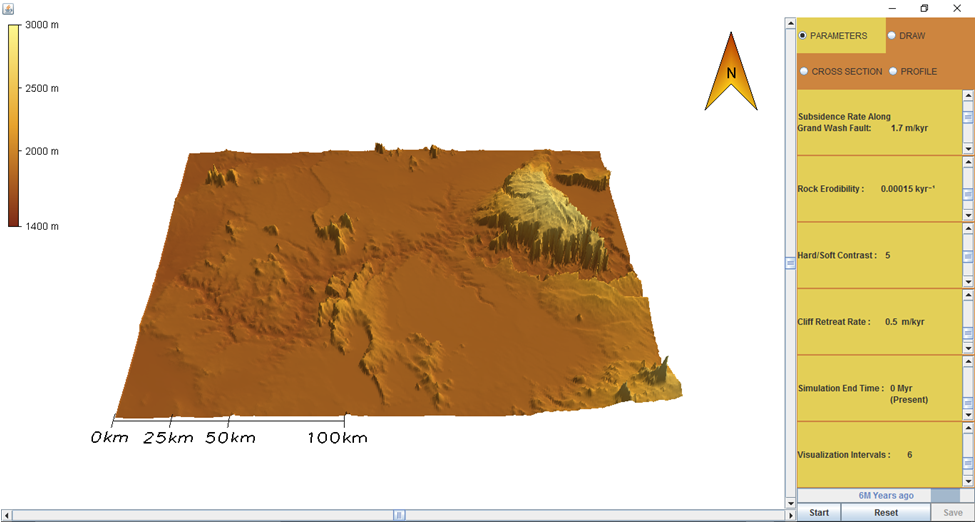 3000 m
2500 m
2000 m
1400 m
N
0km 25km 50km 100km
PARAMETERS DRAW
CROSS SECTION PROFILE
Subsidence Rate Along
Grand Wash Fault: 1.7 m/kyr
Rock Erodibility : 0.00015 kyr⁻¹
Hard/Soft Contrast : 5
Cliff Retreat Rate : 0.5 m/kyr
Simulation End Time : 0 Myr
(Present)
Visualization Intervals : 6
6M Years ago
Start Reset Save